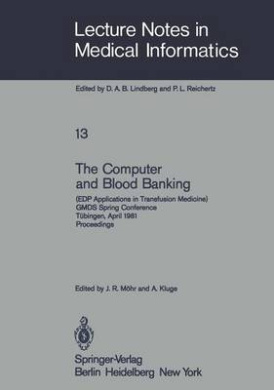 Lecture Notes in
Medical Informatics
Edited by D. A. B. Lindberg and P. L. Reichertz
13
The Computer
and Blood Banking
(EDP Applications in Transfusion Medicine)
GMDS Spring Conference
Tübingen, April 1981
Proceedings
Edited by J. R. Möhr and A. Kluge
Springer-Verlag
Berlin Heidelberg New York